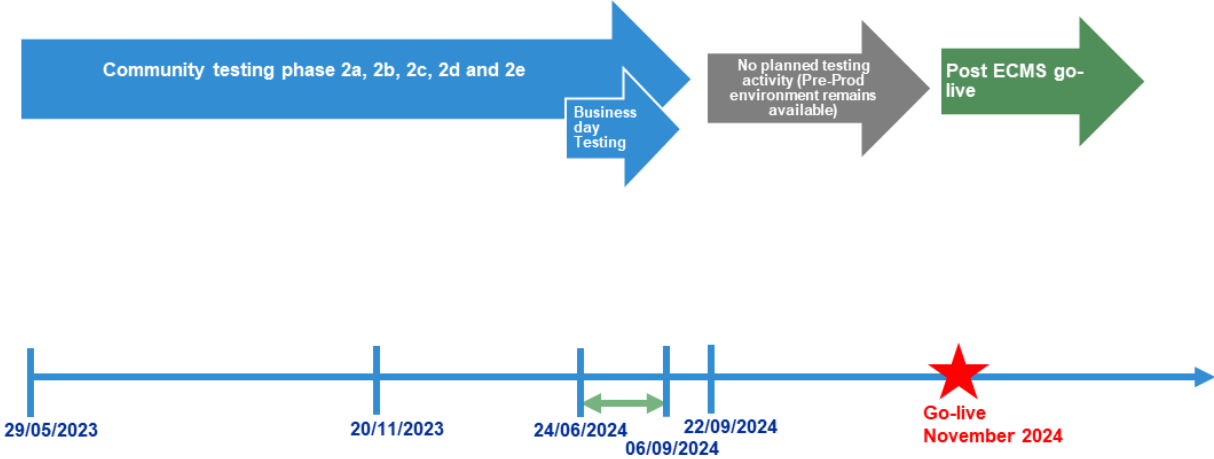 Community testing phase 2a, 2b, 2c, 2d and 2e
Business
day
Testing
No planned testing
activity (Pre-Prod
environment remains
available)
Post ECMS go-
live
29/05/2023
20/11/2023
24/06/2024
06/09/2024
22/09/2024
Go-live
November 2024